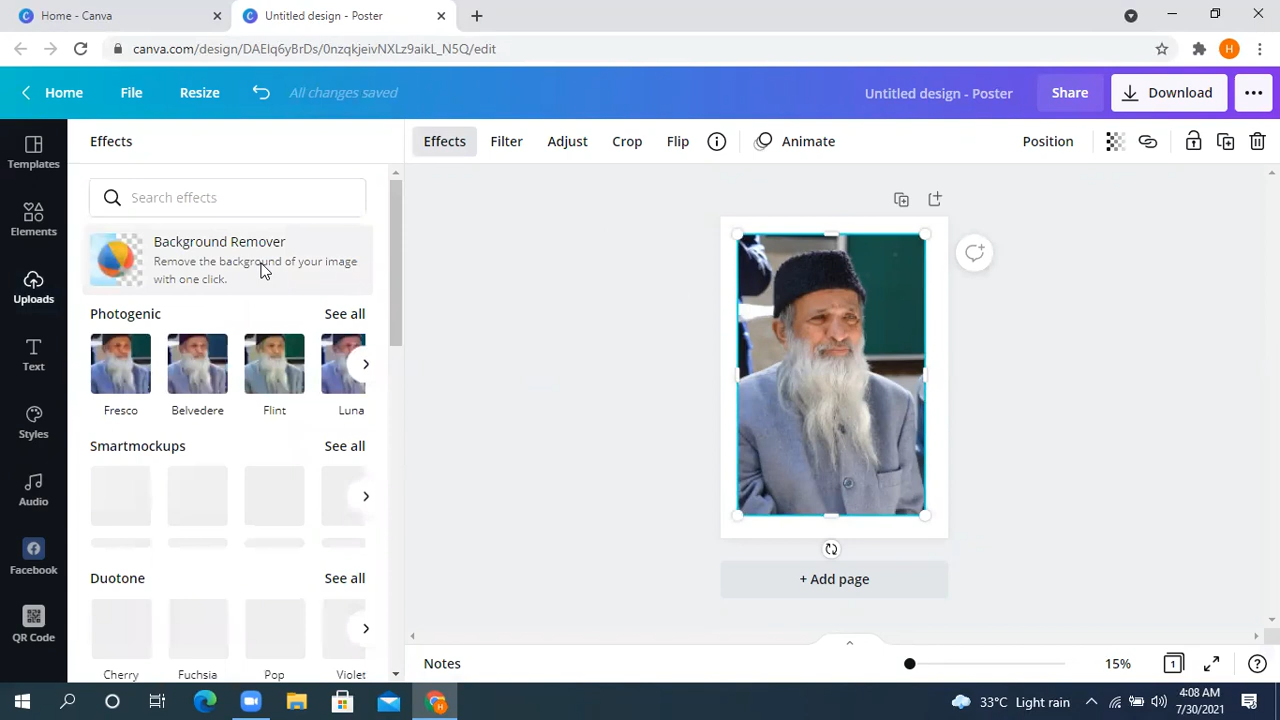 Home - Canva
Untitled design - Poster
canva.com/design/DAElq6yBrDs/0nzqkjeivNXLz9aikL_N5Q/edit
H
Home
File
Resize
All changes saved
Untitled design - Poster
Share
Download
Effects
Effects
Filter
Adjust
Crop
Flip
Animate
Position
Templates
Elements
Uploads
Text
Styles
Audio
Facebook
QR Code
Search effects
Background Remover
Remove the background of your image
with one click.
Photogenic
See all
Fresco
Belvedere
Flint
Luna
Smartmockups
See all
Duotone
See all
Cherry
Fuchsia
Pop
Violet
+ Add page
Notes
15%
1
33°C Light rain
4:08 AM
7/30/2021